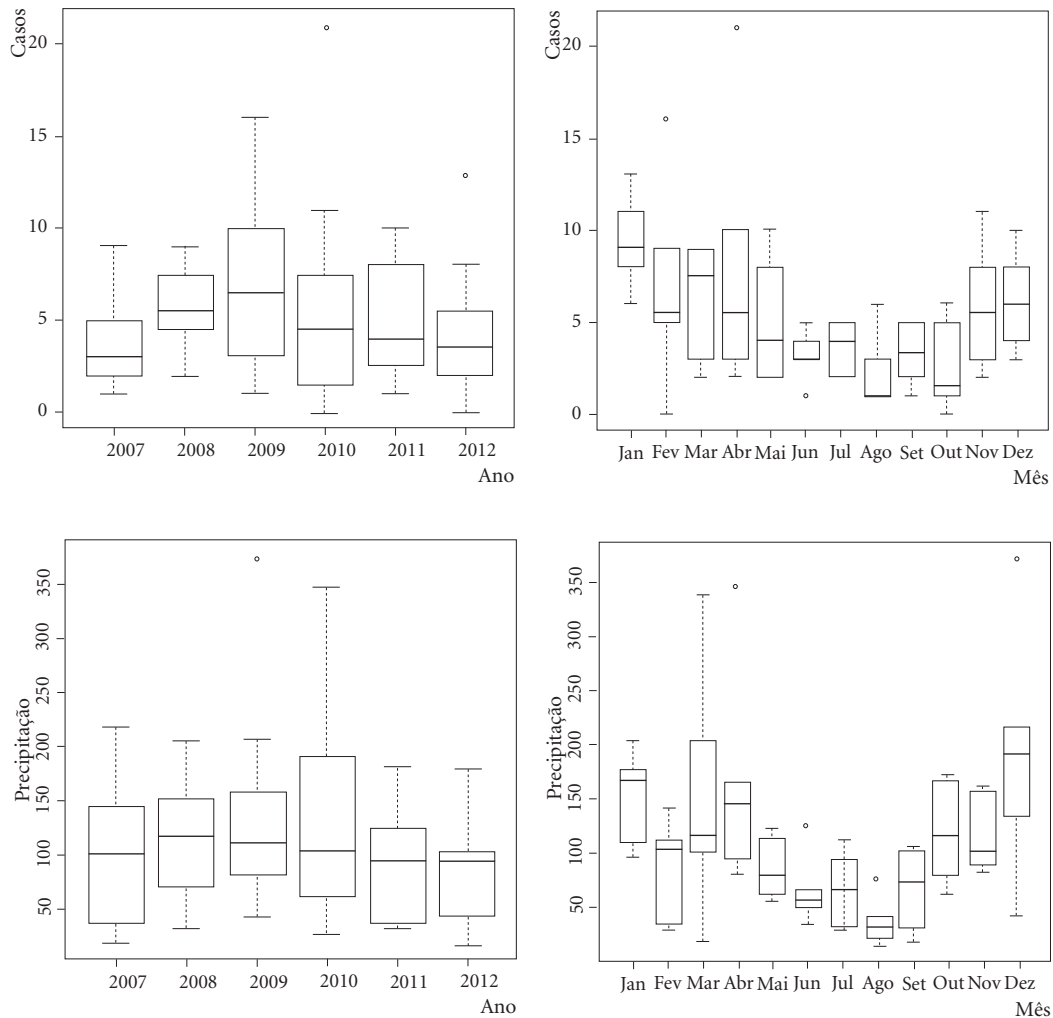 Casos
20
15
10
5
0
2007 2008 2009 2010 2011 2012
Ano
Casos
20
15
10
5
0
Jan Fev Mar Abr Mai Jun Jul Ago Set Out Nov Dez
Mês
Precipitação
350
300
250
200
150
100
50
2007 2008 2009 2010 2011 2012
Ano
Precipitação
350
300
250
200
150
100
50
Jan Fev Mar Abr Mai Jun Jul Ago Set Out Nov Dez
Mês